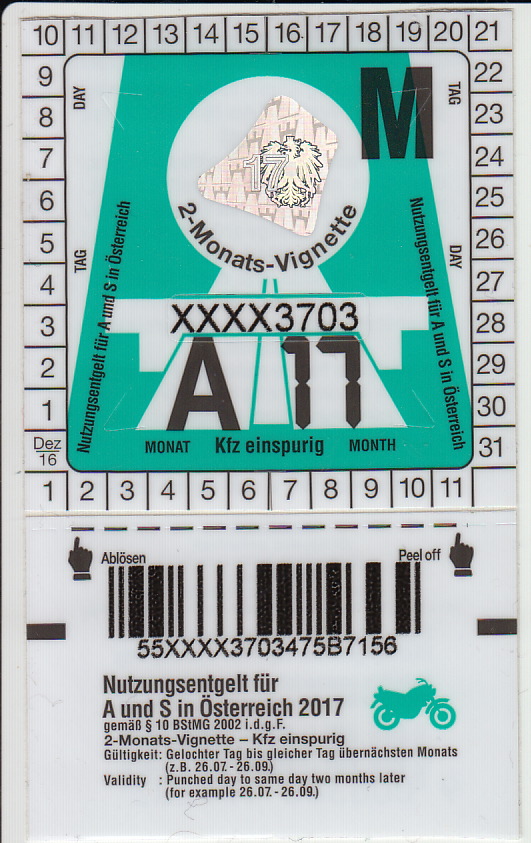 10 11 12 13 14 15 16 17 18 19 20 21
9 22
8 DAY M TAG 23
7 17 24
6 25
5 TAG 2-Monats-Vignette DAY 26
4 27
Nutzungsentgelt für A und S in Österreich
Nutzungsentgelt für A und S in Österreich
3 XXXX3703 28
2 A 17 29
1 30
Dez
16 MONAT Kfz einspurig MONTH 31
1 2 3 4 5 6 7 8 9 10 11
Ablösen Peel off
55XXXX3703475B7156
Nutzungsentgelt für
A und S in Österreich 2017
gemäß § 10 BStMG 2002 i.d.g.F.
2-Monats-Vignette – Kfz einspurig
Gültigkeit: Gelochter Tag bis gleicher Tag übernächsten Monats
(z.B. 26.07. - 26.09.)
Validity : Punched day to same day two months later
(for example 26.07. - 26.09.)